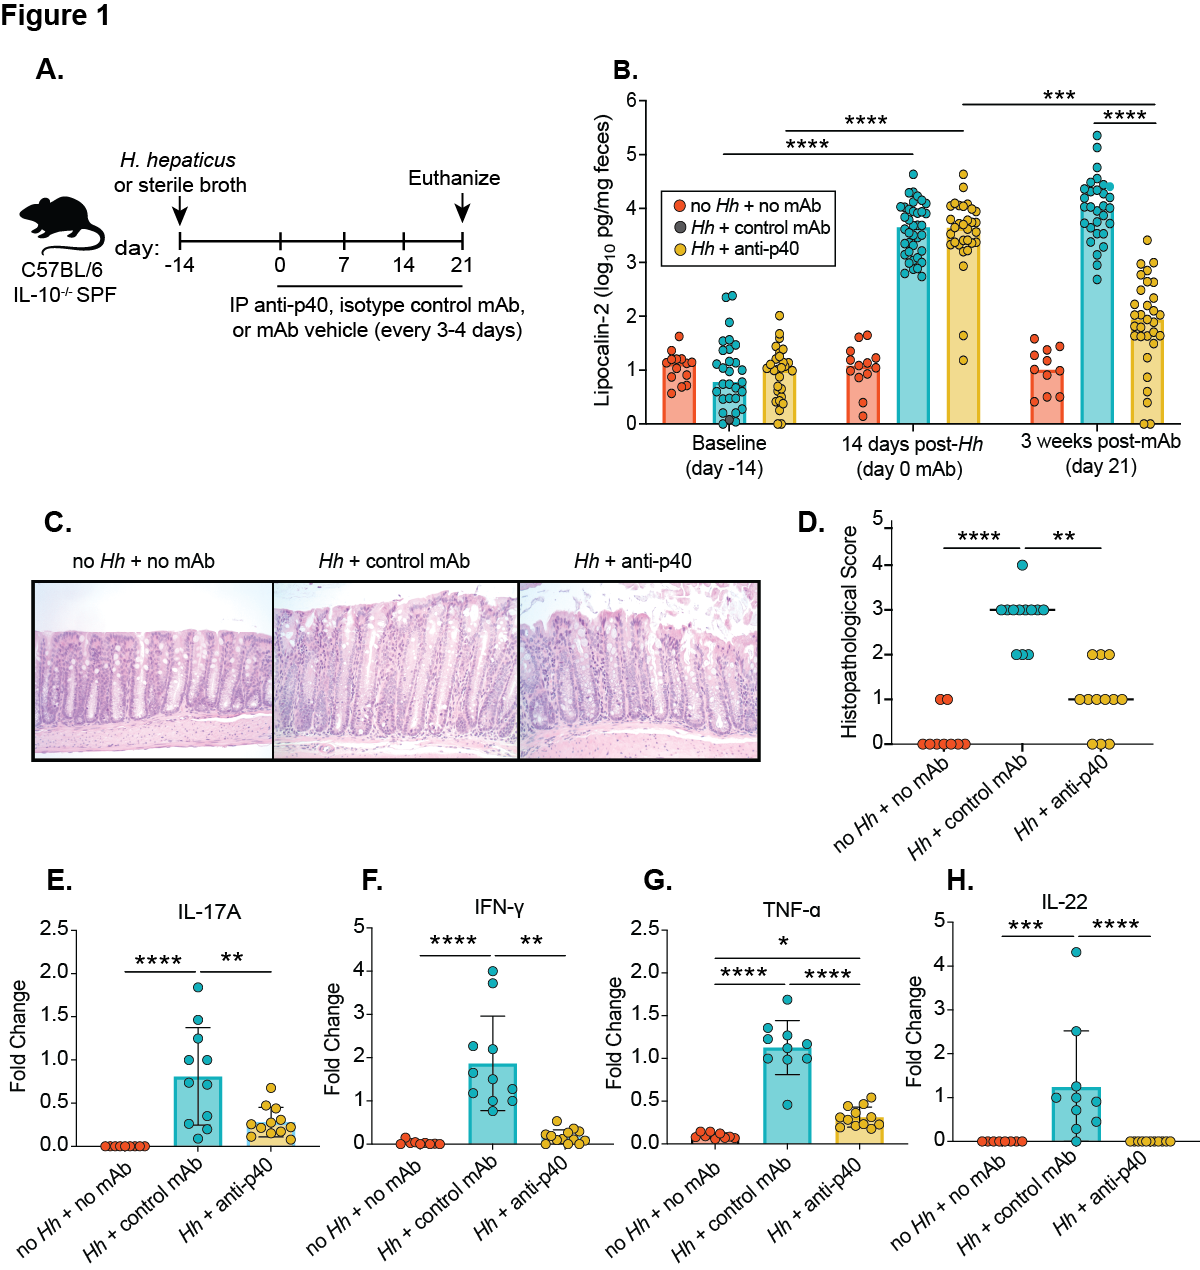 Figure 1
A.
H. hepaticus
or sterile broth
Euthanize
day:
-14
0
7
14
21
C57BL/6
IL-10-/- SPF
IP anti-p40, isotype control mAb,
or mAb vehicle (every 3-4 days)
B.
Lipocalin-2 (log10 pg/mg feces)
6
5
4
3
2
1
0
***
****
****
****
no Hh + no mAb
Hh + control mAb
Hh + anti-p40
Baseline
(day -14)
14 days post-Hh
(day 0 mAb)
3 weeks post-mAb
(day 21)
C.
no Hh + no mAb
Hh + control mAb
Hh + anti-p40
D.
Histopathological Score
5
4
3
2
1
0
****
**
no Hh + no mAb
Hh + control mAb
Hh + anti-p40
E.
IL-17A
Fold Change
2.5
2.0
1.5
1.0
0.5
0.0
****
**
no Hh + no mAb
Hh + control mAb
Hh + anti-p40
F.
IFN-γ
Fold Change
5
4
3
2
1
0
****
**
no Hh + no mAb
Hh + control mAb
Hh + anti-p40
G.
TNF-α
Fold Change
2.5
2.0
1.5
1.0
0.5
0.0
*
****
****
no Hh + no mAb
Hh + control mAb
Hh + anti-p40
H.
IL-22
Fold Change
5
4
3
2
1
0
***
****
no Hh + no mAb
Hh + control mAb
Hh + anti-p40